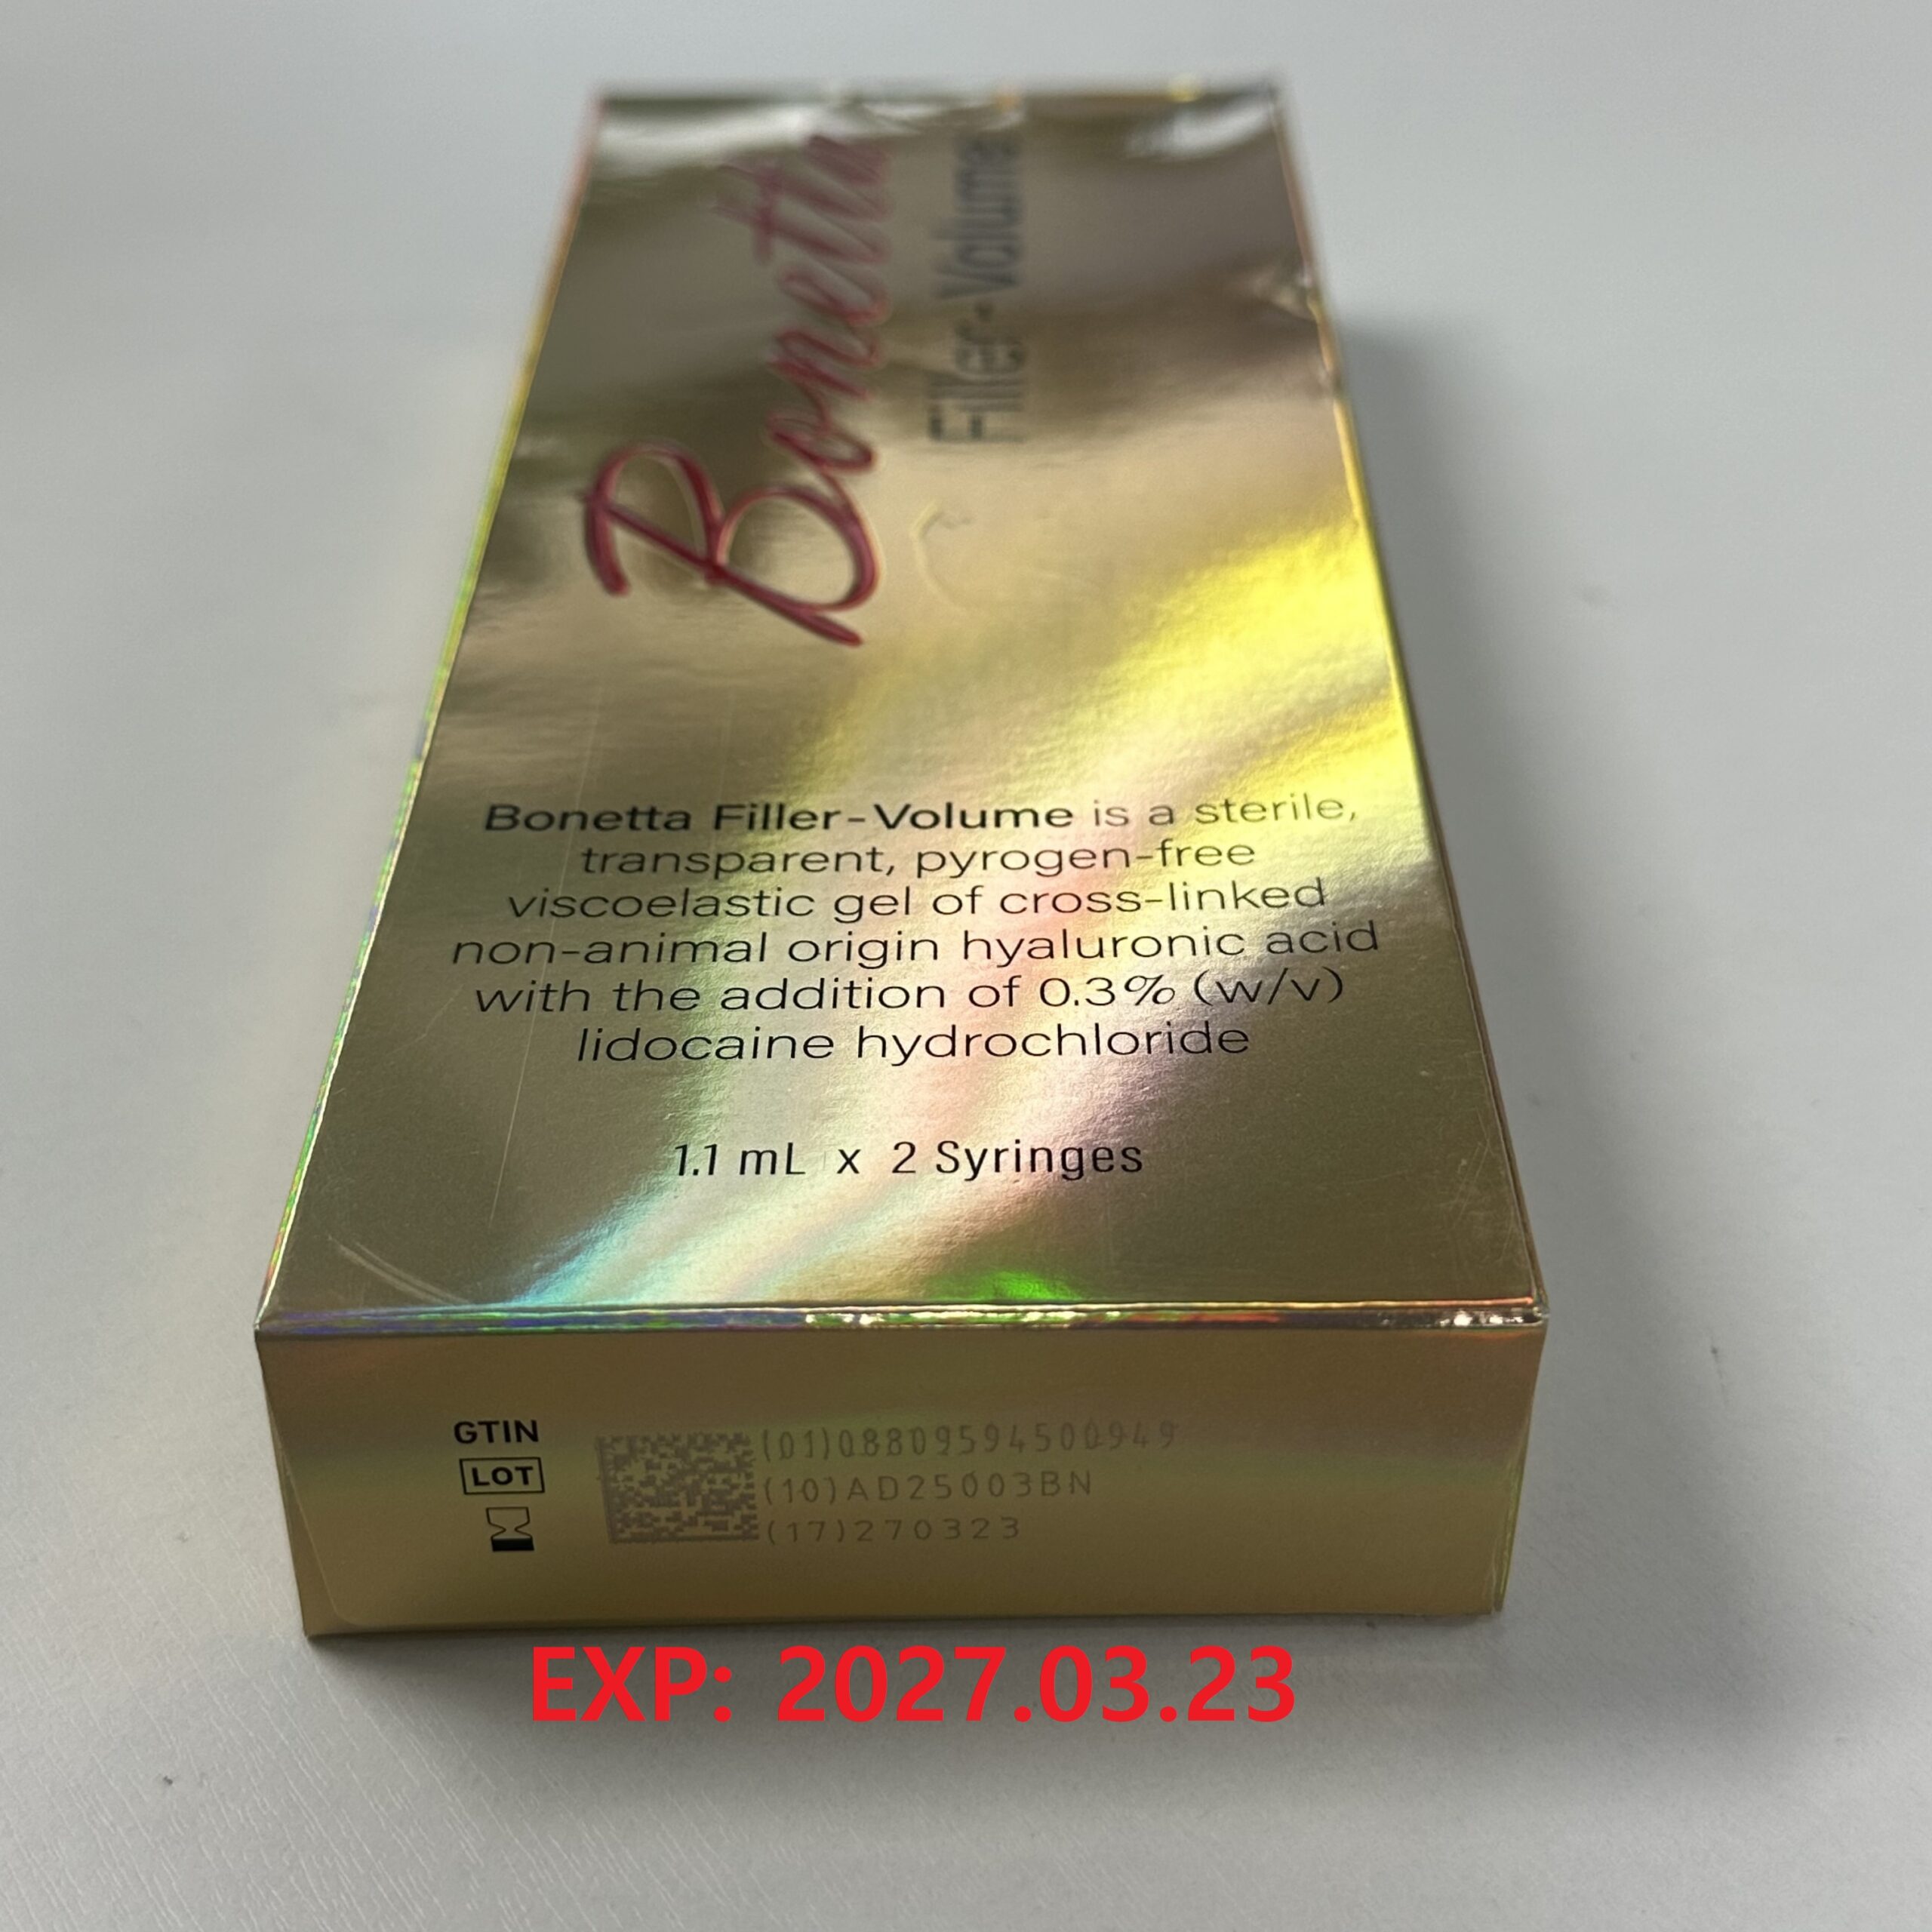 Bonetta
Filler-Volume
Bonetta Filler-Volume is a sterile,
transparent, pyrogen-free
viscoelastic gel of cross-linked
non-animal origin hyaluronic acid
with the addition of 0.3% (w/v)
lidocaine hydrochloride
1.1 mL x 2 Syringes
GTIN (01)08809594500949
LOT (10)AD25003BN
(17)270323
EXP: 2027.03.23